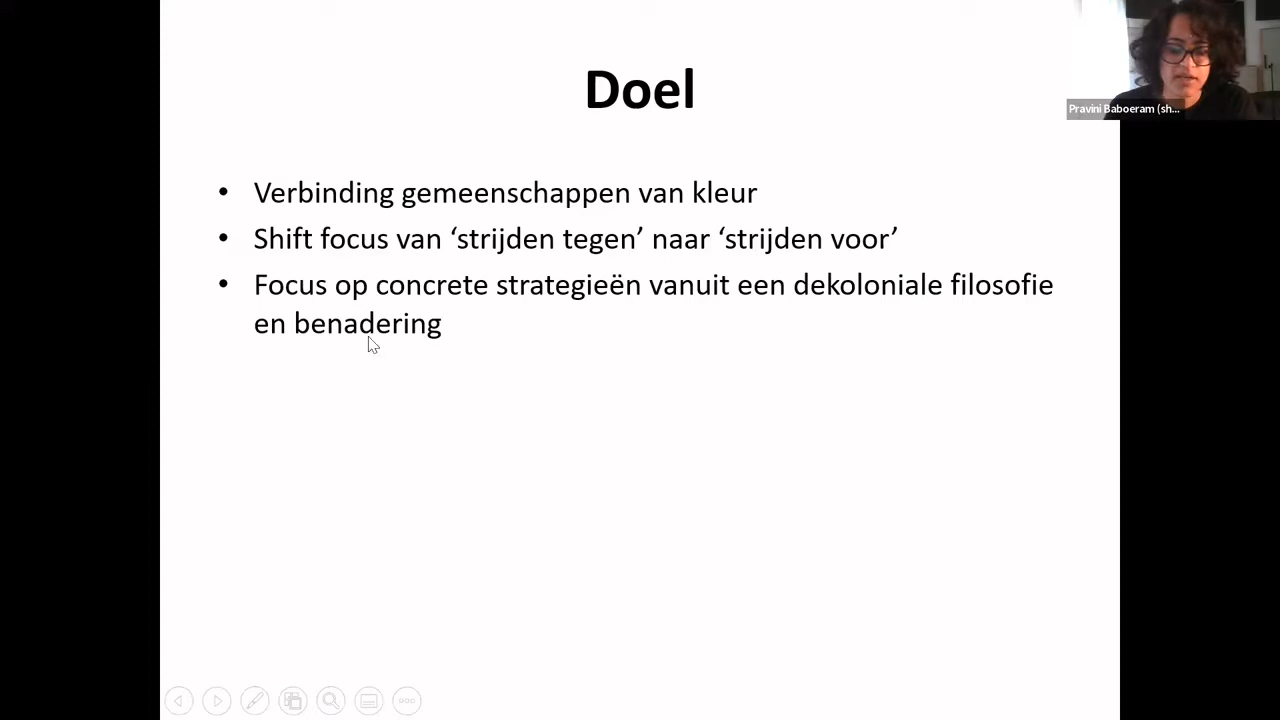 Doel
Pravini Baboeram (sh...
• Verbinding gemeenschappen van kleur
• Shift focus van ‘strijden tegen’ naar ‘strijden voor’
• Focus op concrete strategieën vanuit een dekoloniale filosofie
en benadering